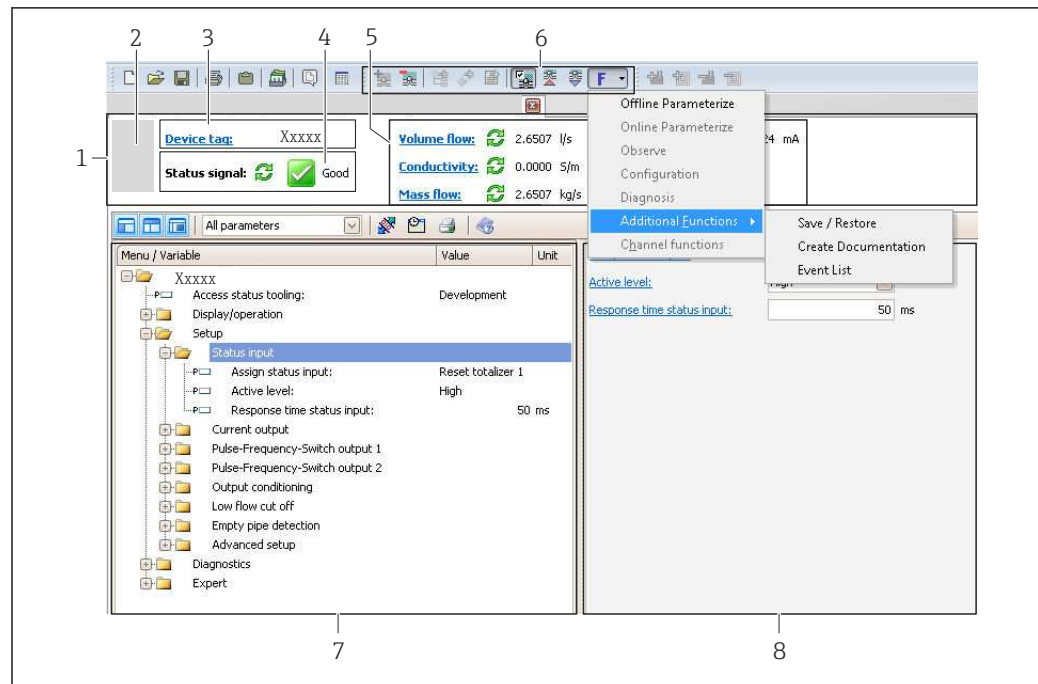 2 3 4 5 6
F
Offline Parameterize
Online Parameterize
Observe
Configuration
Diagnosis
Additional Functions
Channel functions
Save / Restore
Create Documentation
Event List
1
Device tag: Xxxxx
Status signal: Good
Volume flow: 2.6507 l/s
Conductivity: 0.0000 S/m
Mass flow: 2.6507 kg/s
mA
All parameters
Menu / Variable Value Unit
Xxxxx
Access status tooling: Development
Display/operation
Setup
Status input
Assign status input: Reset totalizer 1
Active level: High
Response time status input: 50 ms
Current output
Pulse-Frequency-Switch output 1
Pulse-Frequency-Switch output 2
Output conditioning
Low flow cut off
Empty pipe detection
Advanced setup
Diagnostics
Expert
Active level: High
Response time status input: 50 ms
7 8